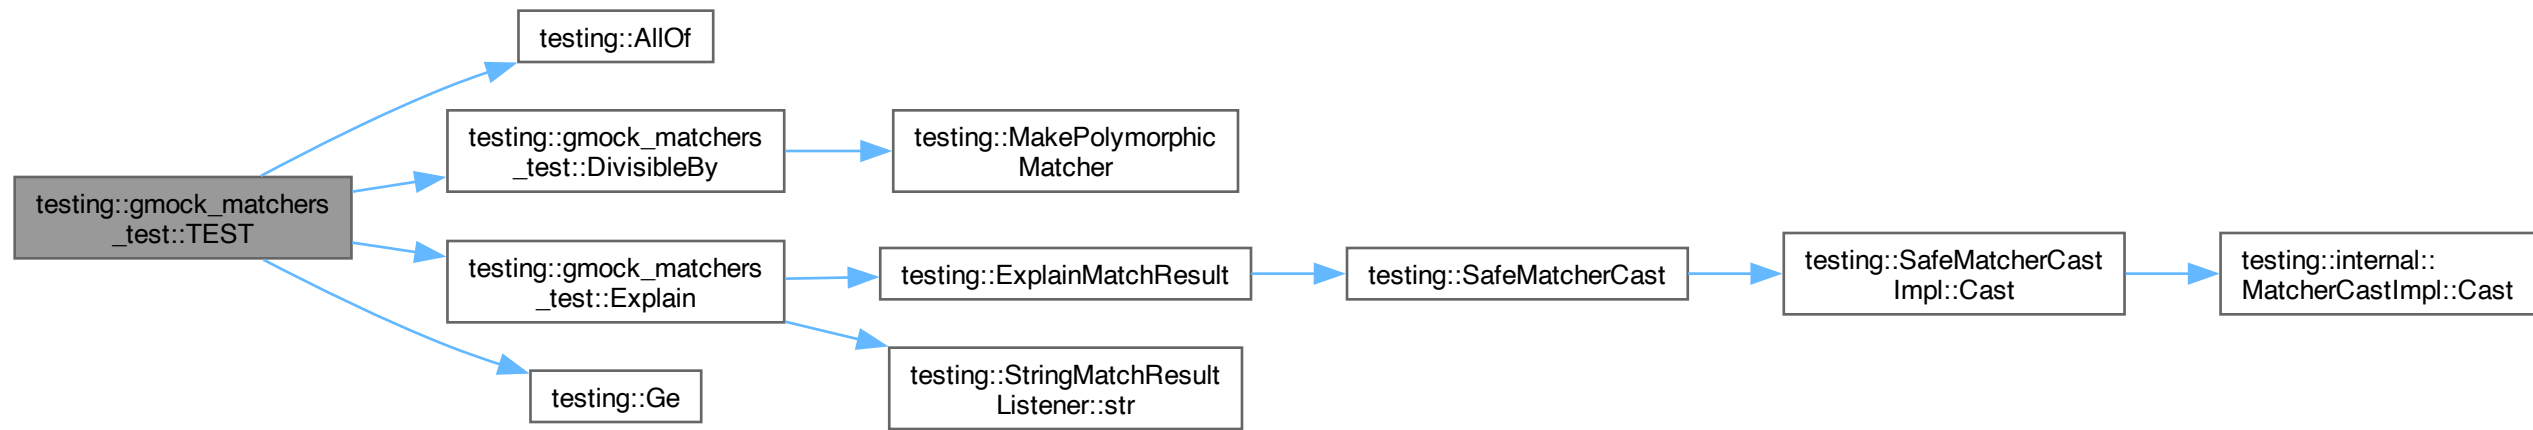 testing::AllOf
testing::gmock_matchers
_test::DivisibleBy
testing::MakePolymorphic
Matcher
testing::gmock_matchers
_test::TEST
testing::gmock_matchers
_test::Explain
testing::ExplainMatchResult
testing::SafeMatcherCast
testing::SafeMatcherCast
Impl::Cast
testing::internal::
MatcherCastImpl::Cast
testing::StringMatchResult
Listener::str
testing::Ge